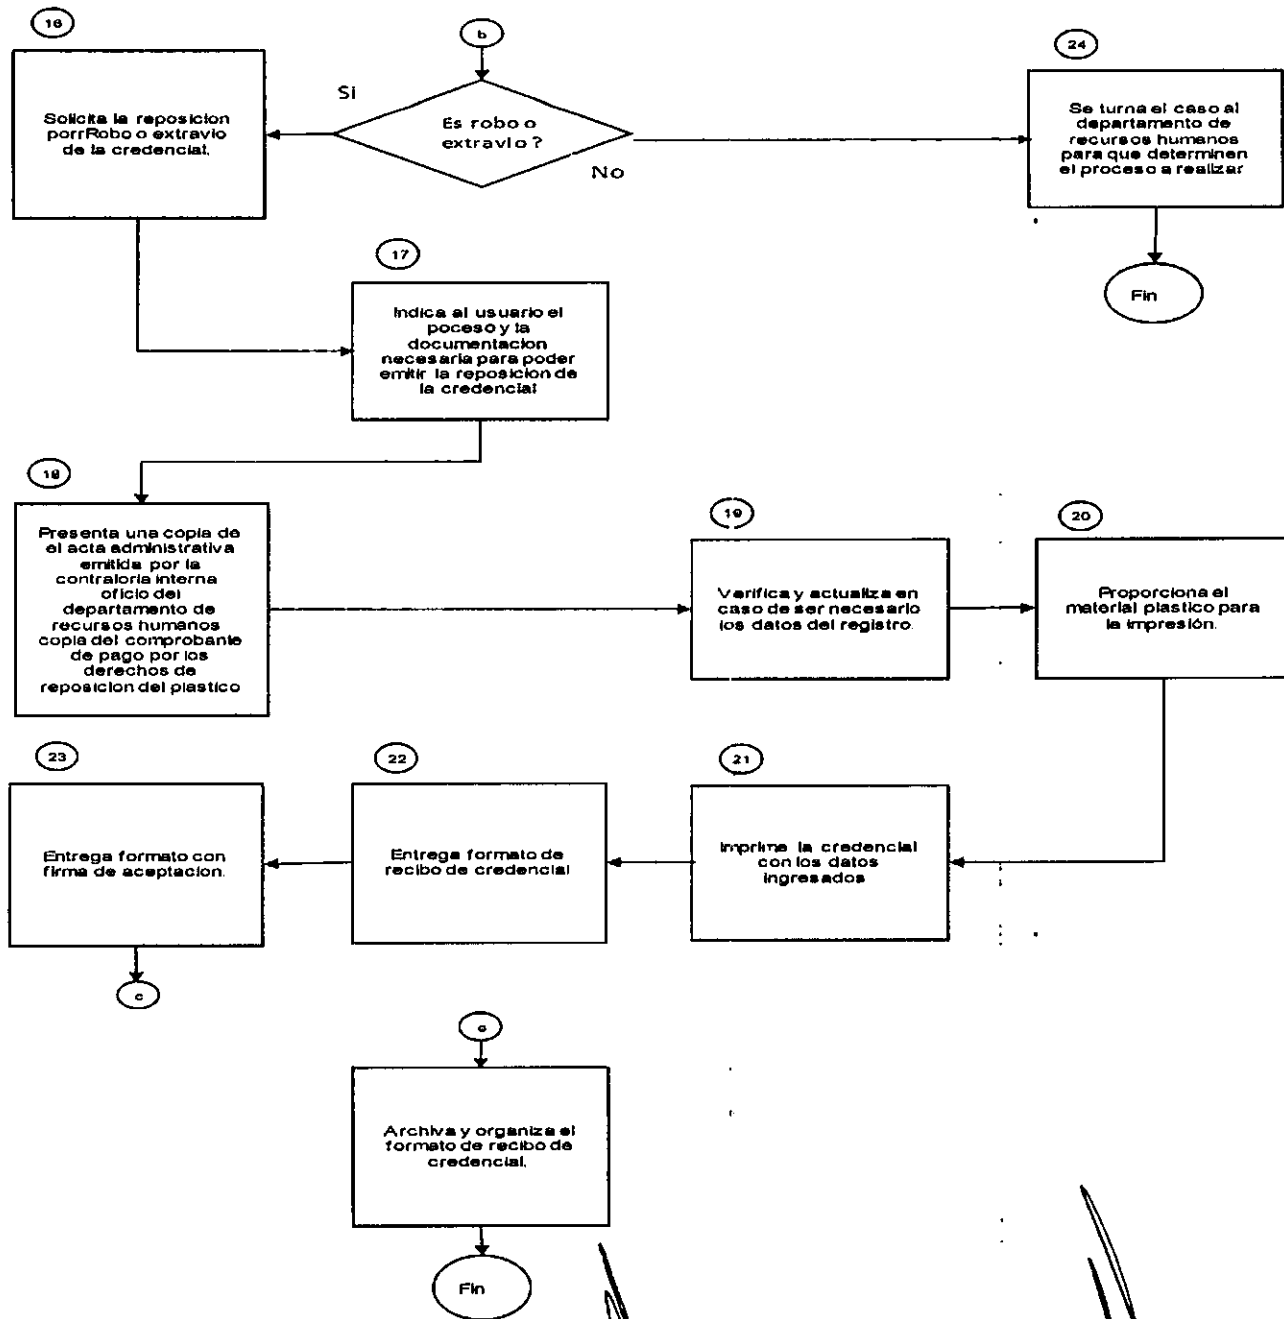 16
Solicita la reposicion
porrRobo o extravio
de la credencial.
b
Si
Es robo o
extravio ?
No
24
Se turna el caso al
departamento de
recursos humanos
para que determinen
el proceso a realizar
Fin
17
Indica al usuario el
poceso y la
documentacion
necesaria para poder
emitir la reposicion de
la credencial
18
Presenta una copia de
el acta administrativa
emitida por la
contraloria interna
oficio del
departamento de
recursos humanos
copia del comprobante
de pago por los
derechos de
reposicion del plastico
19
Verifica y actualiza en
caso de ser necesario
los datos del registro.
20
Proporciona el
material plastico para
la impresión.
21
Imprime la credencial
con los datos
ingresados
22
Entrega formato de
recibo de credencial
23
Entrega formato con
firma de aceptacion.
c
c
Archiva y organiza el
formato de recibo de
credencial.
Fin